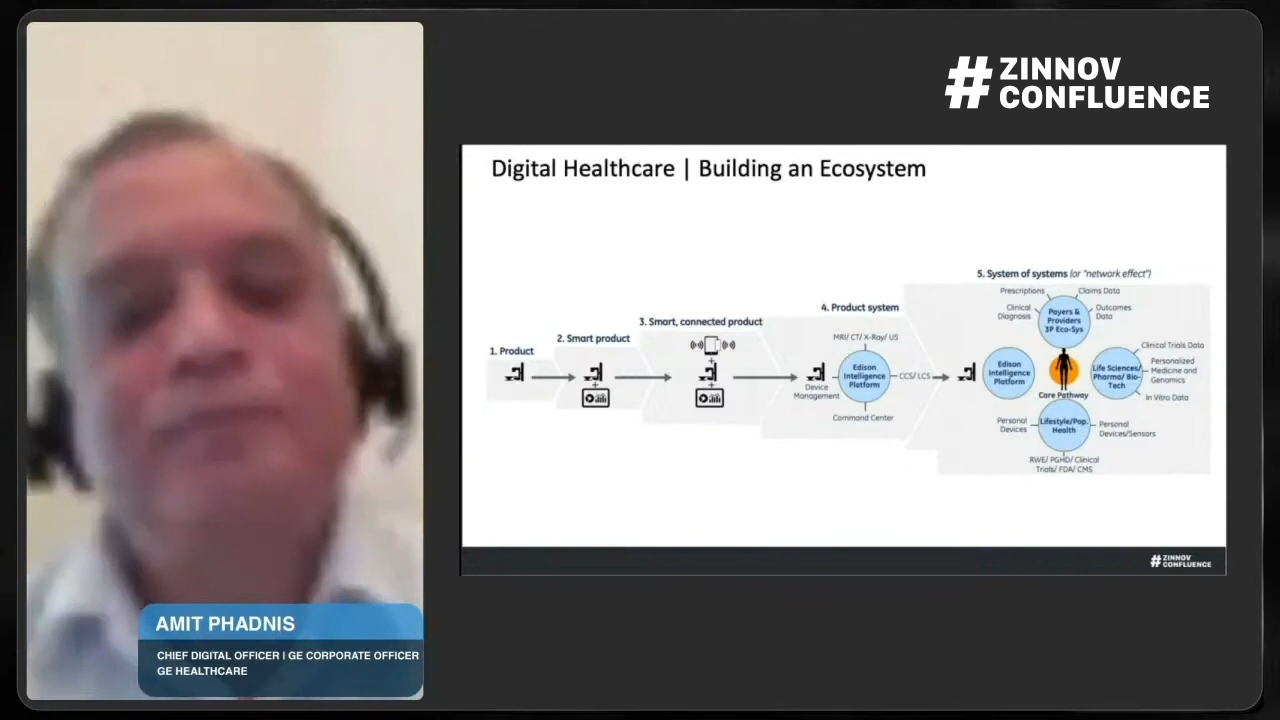 # ZINNOV
CONFLUENCE
Digital Healthcare | Building an Ecosystem
1. Product
2. Smart product
3. Smart, connected product
4. Product system
MRI/ CT/ X-Ray/ US
Edison
Intelligence
Platform
Device
Management
CCS/ LCS
Command Center
5. System of systems (or "network effect")
Prescriptions
Claims Data
Clinical
Diagnosis
Outcomes
Data
Payers &
Providers
3P Eco-Sys
Edison
Intelligence
Platform
Care Pathway
Life Sciences/
Pharma/ Bio-
Tech
Clinical Trials Data
Personalized
Medicine and
Genomics
In Vitro Data
Personal
Devices
Lifestyle/Pop.
Health
Personal
Devices/Sensors
RWE/ PGHD/ Clinical
Trials/ FDA/ CMS
# ZINNOV
CONFLUENCE
AMIT PHADNIS
CHIEF DIGITAL OFFICER | GE CORPORATE OFFICER
GE HEALTHCARE